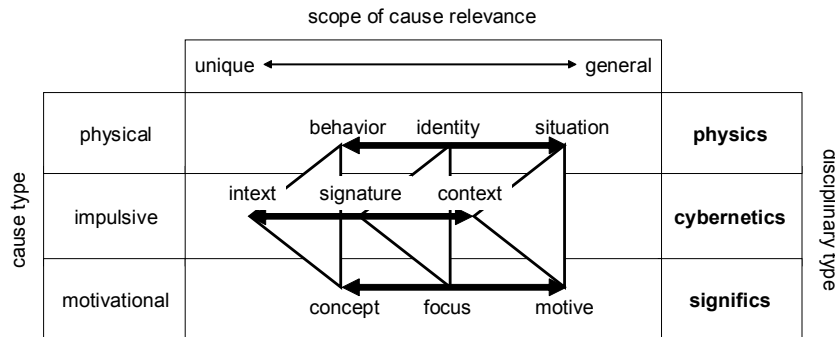 scope of cause relevance
unique general
physical behavior identity situation physics
intext signature context
impulsive cybernetics
motivational significs
concept focus motive
cause type
disciplinary type